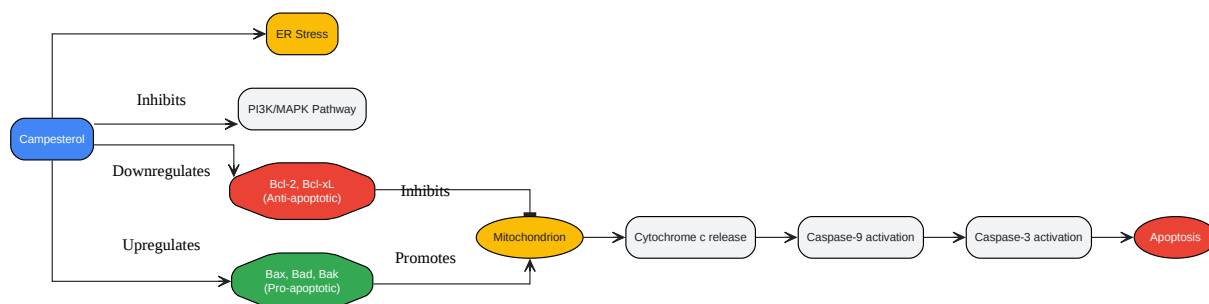 ER Stress
Inhibits
PI3K/MAPK Pathway
Campesterol
Downregulates
Bcl-2, Bcl-xL
(Anti-apoptotic)
Inhibits
Upregulates
Mitochondrion
Cytochrome c release
Caspase-9 activation
Caspase-3 activation
Apoptosis
Promotes
Bax, Bad, Bak
(Pro-apoptotic)